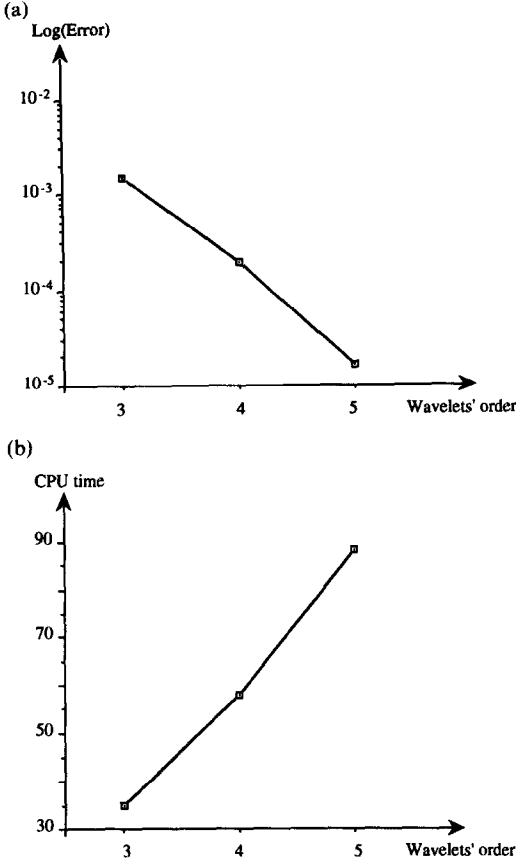 (a)
Log(Error)
10-2
10-3
10-4
10-5
3 4 5 Wavelets' order
(b)
CPU time
90
70
50
30
3 4 5 Wavelets' order